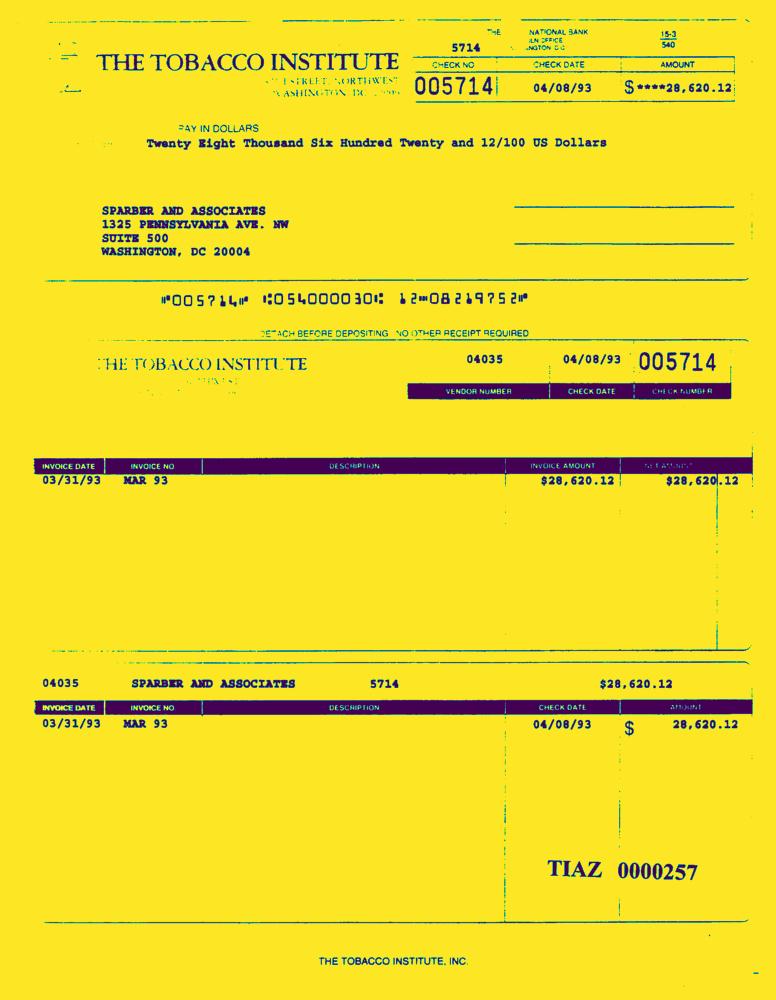 THE NATIONAL BANK
5714
15-3
540
THE TOBACCO INSTITUTE
STREET, NORTHWEST
WASHINGTON, DC
CHECK NO CHECK DATE AMOUNT
005714 04/08/93 $****28,620.12
PAY IN DOLLARS
Twenty Eight Thousand Six Hundred Twenty and 12/100 US Dollars
SPARBER AND ASSOCIATES
1325 PENNSYLVANIA AVE. NW
SUITE 500
WASHINGTON, DC 20004
⑈005714⑈ ⑆054000030⑆ 12⑉08219752⑈
DETACH BEFORE DEPOSITING NO OTHER RECEIPT REQUIRED
THE TOBACCO INSTITUTE 04035 04/08/93 005714
VENDOR NUMBER CHECK DATE CHECK NUMBER
INVOICE DATE INVOICE NO DESCRIPTION INVOICE AMOUNT NET AMOUNT
03/31/93 MAR 93 $28,620.12 $28,620.12
04035 SPARBER AND ASSOCIATES 5714 $28,620.12
INVOICE DATE INVOICE NO DESCRIPTION CHECK DATE AMOUNT
03/31/93 MAR 93 04/08/93 $ 28,620.12
TIAZ 0000257
THE TOBACCO INSTITUTE, INC.